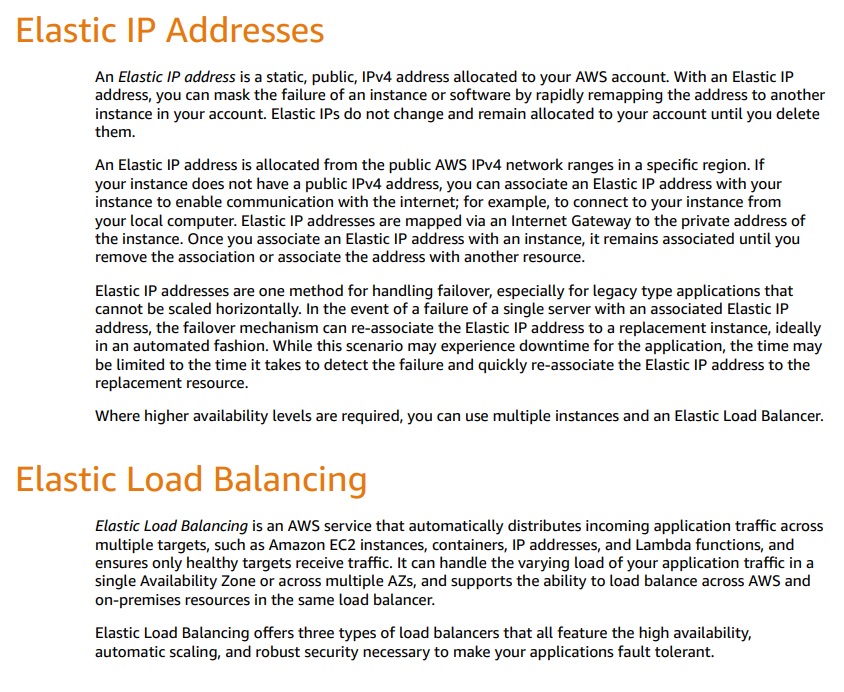 Elastic IP Addresses
An Elastic IP address is a static, public, IPv4 address allocated to your AWS account. With an Elastic IP
address, you can mask the failure of an instance or software by rapidly remapping the address to another
instance in your account. Elastic IPs do not change and remain allocated to your account until you delete
them.
An Elastic IP address is allocated from the public AWS IPv4 network ranges in a specific region. If
your instance does not have a public IPv4 address, you can associate an Elastic IP address with your
instance to enable communication with the internet; for example, to connect to your instance from
your local computer. Elastic IP addresses are mapped via an Internet Gateway to the private address of
the instance. Once you associate an Elastic IP address with an instance, it remains associated until you
remove the association or associate the address with another resource.
Elastic IP addresses are one method for handling failover, especially for legacy type applications that
cannot be scaled horizontally. In the event of a failure of a single server with an associated Elastic IP
address, the failover mechanism can re-associate the Elastic IP address to a replacement instance, ideally
in an automated fashion. While this scenario may experience downtime for the application, the time may
be limited to the time it takes to detect the failure and quickly re-associate the Elastic IP address to the
replacement resource.
Where higher availability levels are required, you can use multiple instances and an Elastic Load Balancer.
Elastic Load Balancing
Elastic Load Balancing is an AWS service that automatically distributes incoming application traffic across
multiple targets, such as Amazon EC2 instances, containers, IP addresses, and Lambda functions, and
ensures only healthy targets receive traffic. It can handle the varying load of your application traffic in a
single Availability Zone or across multiple AZs, and supports the ability to load balance across AWS and
on-premises resources in the same load balancer.
Elastic Load Balancing offers three types of load balancers that all feature the high availability,
automatic scaling, and robust security necessary to make your applications fault tolerant.